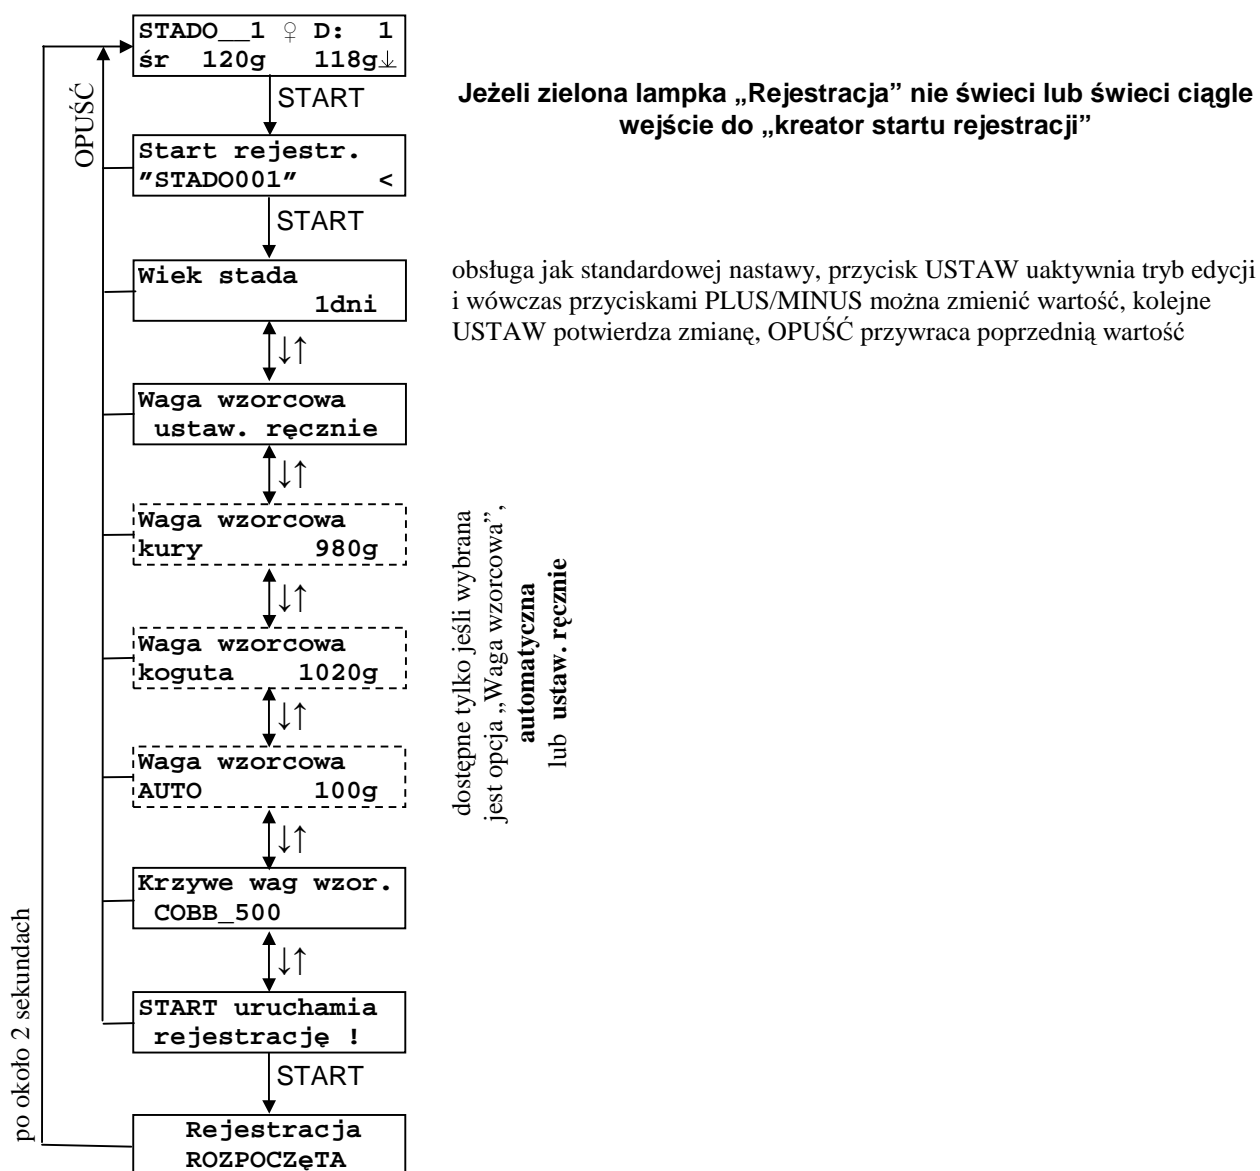 STADO__1 ♀ D: 1
śr 120g 118g↓
OPUŚĆ
START
Jeżeli zielona lampka „Rejestracja” nie świeci lub świeci ciągle
wejście do „kreator startu rejestracji”
Start rejestr.
”STADO001” <
START
Wiek stada
1dni
obsługa jak standardowej nastawy, przycisk USTAW uaktywnia tryb edycji
i wówczas przyciskami PLUS/MINUS można zmienić wartość, kolejne
USTAW potwierdza zmianę, OPUŚĆ przywraca poprzednią wartość
↓↑
Waga wzorcowa
ustaw. ręcznie
↓↑
Waga wzorcowa
kury 980g
↓↑
Waga wzorcowa
koguta 1020g
↓↑
Waga wzorcowa
AUTO 100g
dostępne tylko jeśli wybrana
jest opcja „Waga wzorcowa”,
automatyczna
lub ustaw. ręcznie
↓↑
Krzywe wag wzor.
COBB_500
↓↑
START uruchamia
rejestrację !
START
Rejestracja
ROZPOCZęTA
po około 2 sekundach